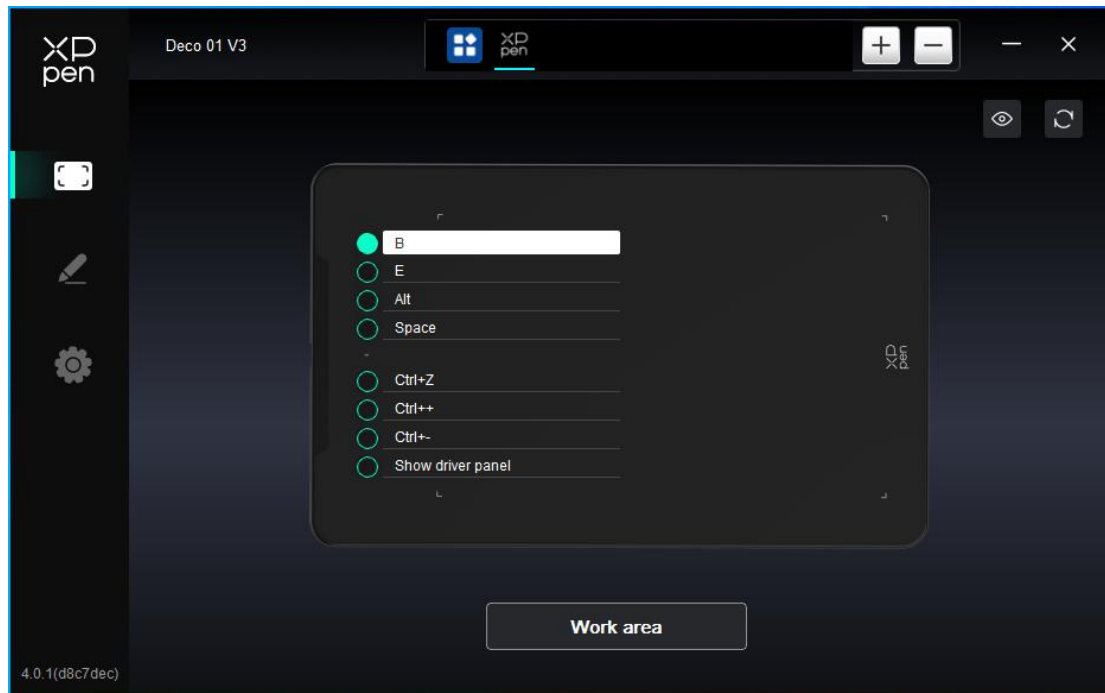 XP
pen
Deco 01 V3
XP
pen
B
E
Alt
Space
Ctrl+Z
Ctrl++
Ctrl+-
Show driver panel
XP
pen
Work area
4.0.1(d8c7dec)